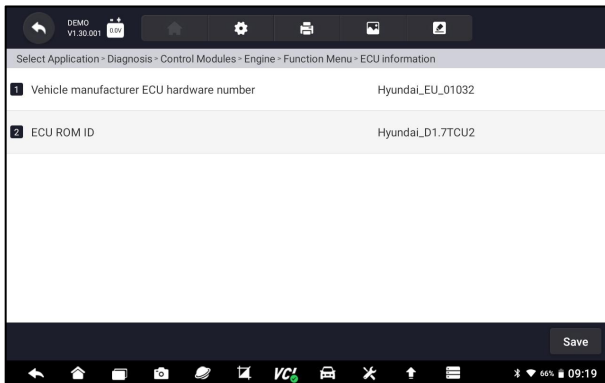 DEMO
V1.30.001
0.0V
Select Application > Diagnosis > Control Modules > Engine > Function Menu > ECU information
1 Vehicle manufacturer ECU hardware number Hyundai_EU_01032
2 ECU ROM ID Hyundai_D1.7TCU2
Save
VCI 66% 09:19